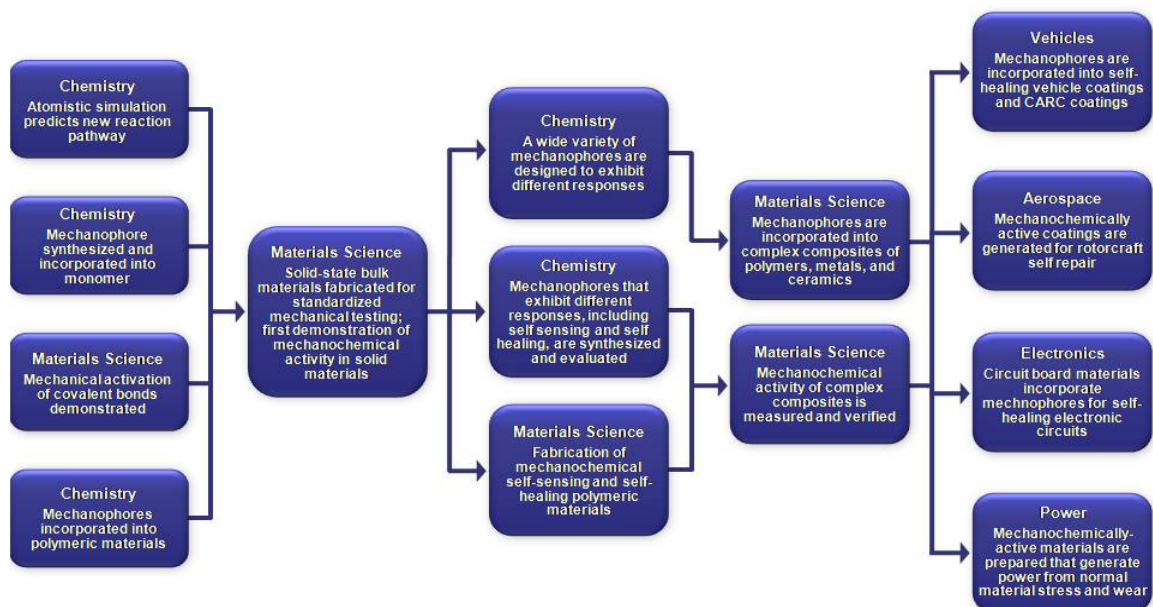 Chemistry
Atomistic simulation
predicts new reaction
pathway
Chemistry
Mechanophore
synthesized and
incorporated into
monomer
Materials Science
Mechanical activation
of covalent bonds
demonstrated
Chemistry
Mechanophores
incorporated into
polymeric materials
Materials Science
Solid-state bulk
materials fabricated for
standardized
mechanical testing;
first demonstration of
mechanochemical
activity in solid
materials
Chemistry
A wide variety of
mechanophores are
designed to exhibit
different responses
Chemistry
Mechanophores that
exhibit different
responses, including
self sensing and self
healing, are synthesized
and evaluated
Materials Science
Fabrication of
mechanochemical
self-sensing and self-
healing polymeric
materials
Materials Science
Mechanophores are
incorporated into
complex composites of
polymers, metals, and
ceramics
Materials Science
Mechanochemical
activity of complex
composites is
measured and verified
Vehicles
Mechanophores are
incorporated into self-
healing vehicle coatings
and CARC coatings
Aerospace
Mechanochemically
active coatings are
generated for rotorcraft
self repair
Electronics
Circuit board materials
incorporate
mechnophores for self-
healing electronic
circuits
Power
Mechanochemically-
active materials are
prepared that generate
power from normal
material stress and wear